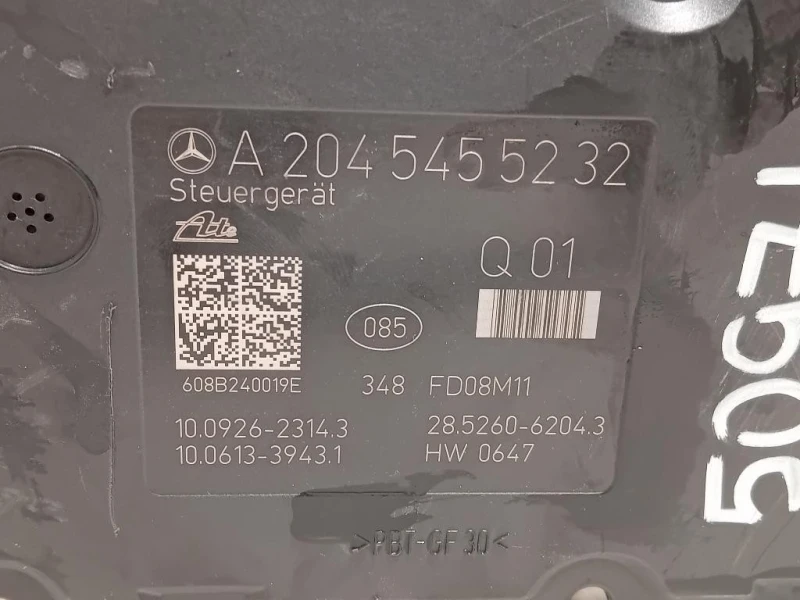 A 204 545 52 32
Steuergerät
Ate
Q 01
085
608B240019E
348 FD08M11
10.0926-2314.3
28.5260-6204.3
10.0613-3943.1
HW 0647
>PBT-GF30<